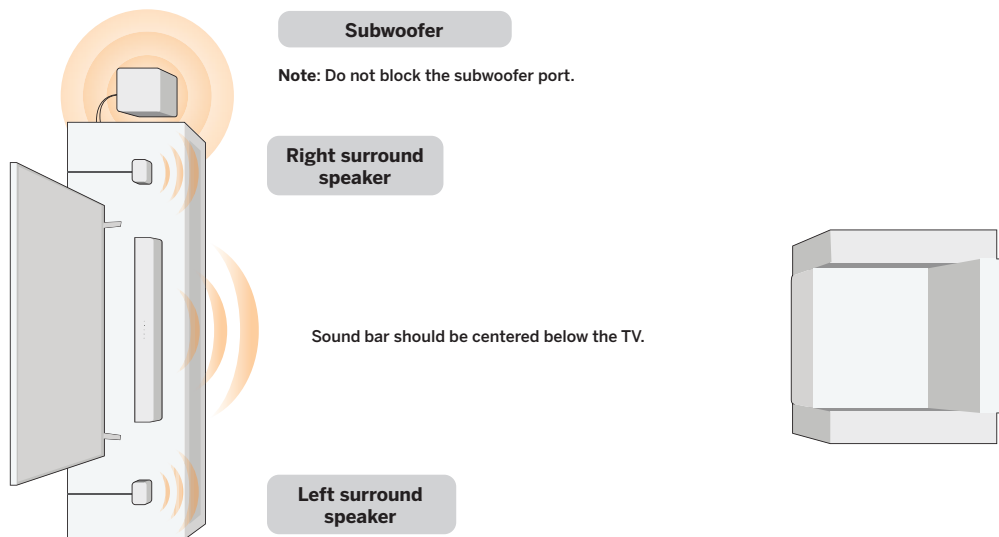 Subwoofer
Note: Do not block the subwoofer port.
Right surround
speaker
Sound bar should be centered below the TV.
Left surround
speaker